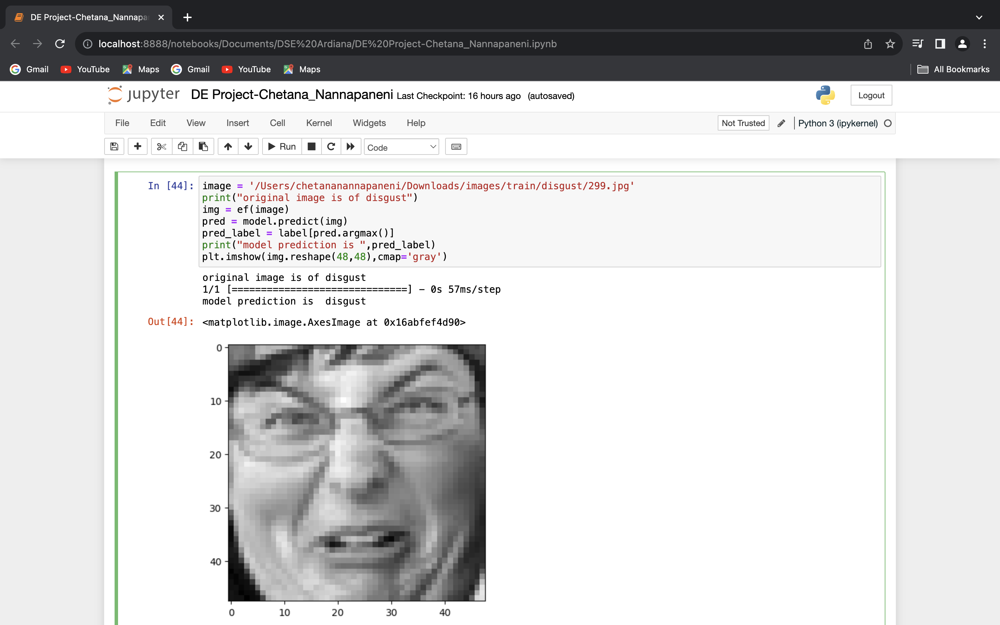 DE Project-Chetana_Nannapa
localhost:8888/notebooks/Documents/DSE%20Ardiana/DE%20Project-Chetana_Nannapaneni.ipynb
Gmail YouTube Maps Gmail YouTube Maps All Bookmarks
jupyter DE Project-Chetana_Nannapaneni Last Checkpoint: 16 hours ago (autosaved) Logout
File Edit View Insert Cell Kernel Widgets Help Not Trusted Python 3 (ipykernel)
Run Code
In [44]: image = '/Users/chetananannapaneni/Downloads/images/train/disgust/299.jpg'
print("original image is of disgust")
img = ef(image)
pred = model.predict(img)
pred_label = label[pred.argmax()]
print("model prediction is ",pred_label)
plt.imshow(img.reshape(48,48),cmap='gray')
original image is of disgust
1/1 [==============================] - 0s 57ms/step
model prediction is  disgust
Out[44]: <matplotlib.image.AxesImage at 0x16abfef4d90>
0
10
20
30
40
0 10 20 30 40